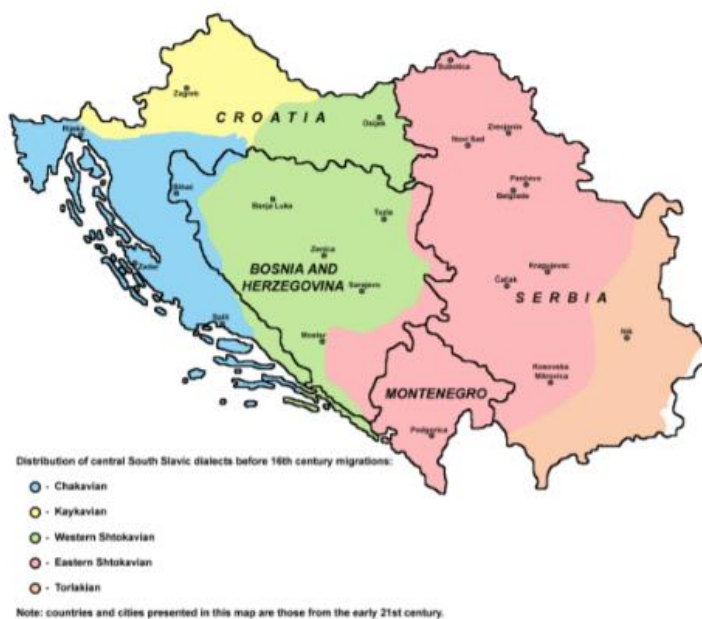 Subotica
Zagreb
CROATIA
Osijek
Novi Sad
Zrenjanin
Rijeka
Pančevo
Belgrade
Bihać
Banja Luka
Tuzla
Zenica
BOSNIA AND
HERZEGOVINA
Sarajevo
Zadar
Kragujevac
Čačak
SERBIA
Split
Mostar
Niš
Kosovska
Mitrovica
MONTENEGRO
Podgorica
Distribution of central South Slavic dialects before 16th century migrations:
- Chakavian
- Kaykavian
- Western Shtokavian
- Eastern Shtokavian
- Torlakian
Note: countries and cities presented in this map are those from the early 21st century.